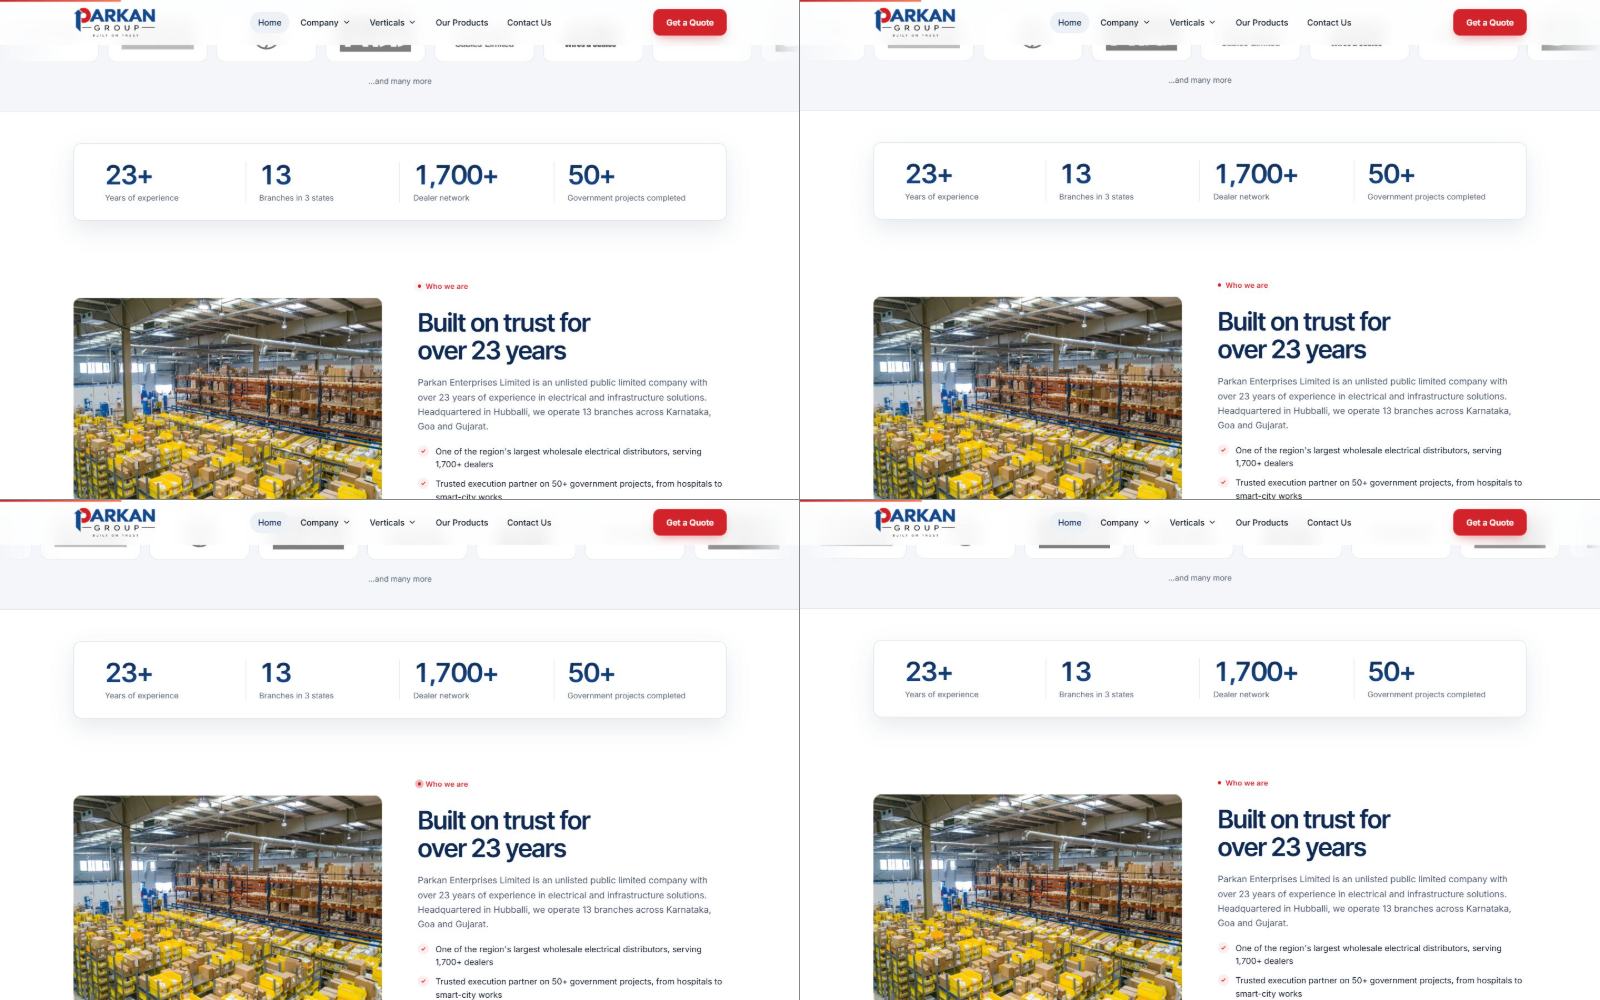 PARKAN
GROUP
BUILT ON TRUST
Home Company Verticals Our Products Contact Us
Get a Quote
Cables Limited
Wires & Cables
...and many more
23+ 13 1,700+ 50+
Years of experience Branches in 3 states Dealer network Government projects completed
Who we are
Built on trust for
over 23 years
Parkan Enterprises Limited is an unlisted public limited company with
over 23 years of experience in electrical and infrastructure solutions.
Headquartered in Hubballi, we operate 13 branches across Karnataka,
Goa and Gujarat.
One of the region's largest wholesale electrical distributors, serving
1,700+ dealers
Trusted execution partner on 50+ government projects, from hospitals to
smart-city works
PARKAN
GROUP
BUILT ON TRUST
Home Company Verticals Our Products Contact Us
Get a Quote
...and many more
23+ 13 1,700+ 50+
Years of experience Branches in 3 states Dealer network Government projects completed
Who we are
Built on trust for
over 23 years
Parkan Enterprises Limited is an unlisted public limited company with
over 23 years of experience in electrical and infrastructure solutions.
Headquartered in Hubballi, we operate 13 branches across Karnataka,
Goa and Gujarat.
One of the region's largest wholesale electrical distributors, serving
1,700+ dealers
Trusted execution partner on 50+ government projects, from hospitals to
smart-city works
PARKAN
GROUP
BUILT ON TRUST
Home Company Verticals Our Products Contact Us
Get a Quote
...and many more
23+ 13 1,700+ 50+
Years of experience Branches in 3 states Dealer network Government projects completed
Who we are
Built on trust for
over 23 years
Parkan Enterprises Limited is an unlisted public limited company with
over 23 years of experience in electrical and infrastructure solutions.
Headquartered in Hubballi, we operate 13 branches across Karnataka,
Goa and Gujarat.
One of the region's largest wholesale electrical distributors, serving
1,700+ dealers
Trusted execution partner on 50+ government projects, from hospitals to
smart-city works
PARKAN
GROUP
BUILT ON TRUST
Home Company Verticals Our Products Contact Us
Get a Quote
...and many more
23+ 13 1,700+ 50+
Years of experience Branches in 3 states Dealer network Government projects completed
Who we are
Built on trust for
over 23 years
Parkan Enterprises Limited is an unlisted public limited company with
over 23 years of experience in electrical and infrastructure solutions.
Headquartered in Hubballi, we operate 13 branches across Karnataka,
Goa and Gujarat.
One of the region's largest wholesale electrical distributors, serving
1,700+ dealers
Trusted execution partner on 50+ government projects, from hospitals to
smart-city works